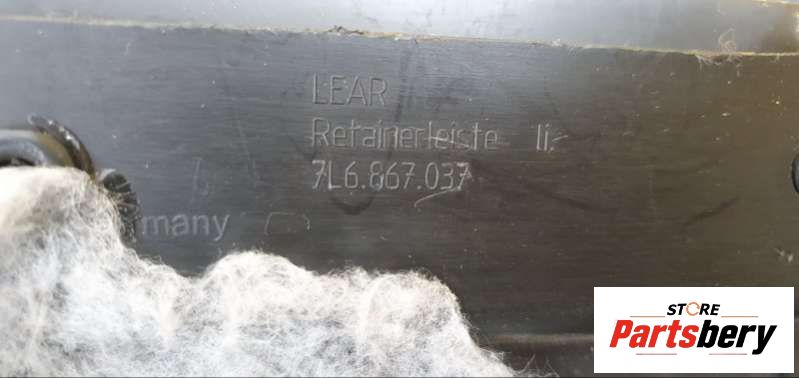 LEAR
Retainerleiste li.
7L6.867.037
many
STORE
Partsbery